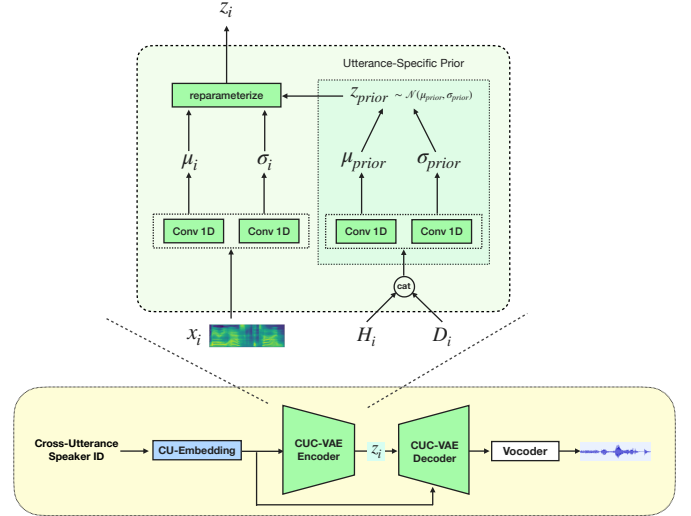 z_i
Utterance-Specific Prior
reparameterize
z_prior ~ N(μ_prior, σ_prior)
μ_i
σ_i
μ_prior
σ_prior
Conv 1D
Conv 1D
Conv 1D
Conv 1D
cat
x_i
H_i
D_i
Cross-Utterance
Speaker ID
CU-Embedding
CUC-VAE
Encoder
z_i
CUC-VAE
Decoder
Vocoder